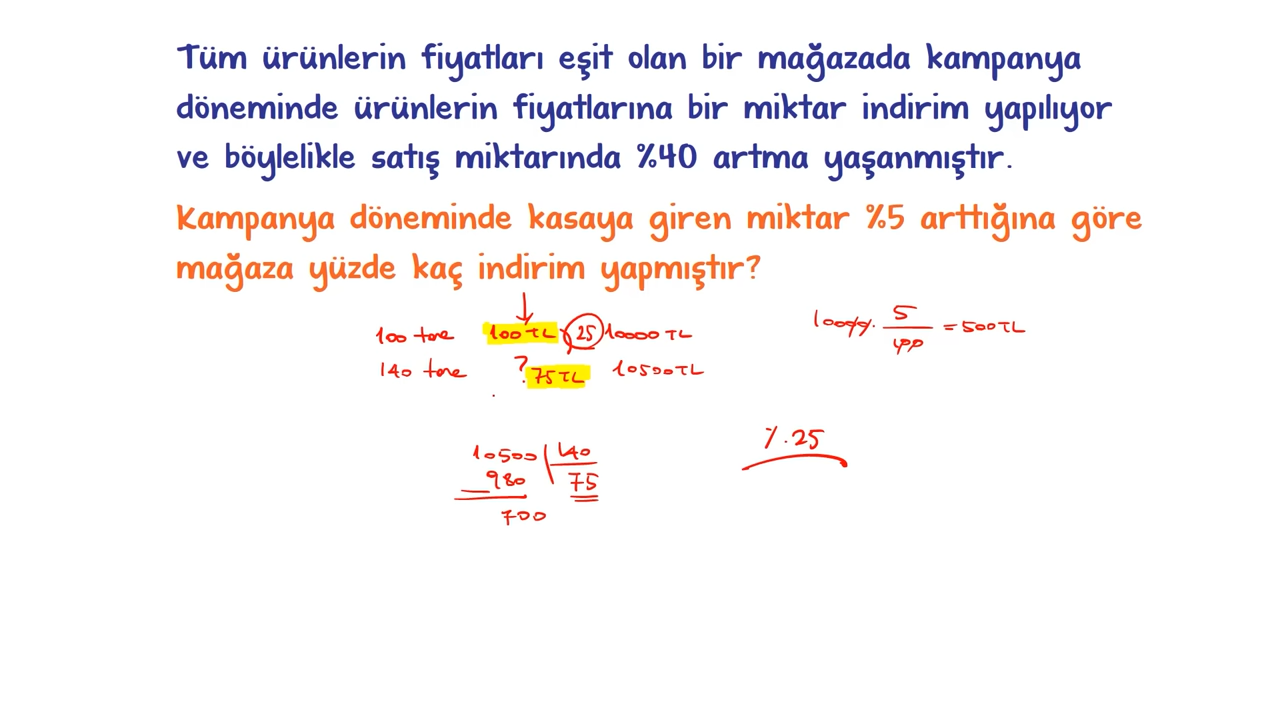 Tüm ürünlerin fiyatları eşit olan bir mağazada kampanya
döneminde ürünlerin fiyatlarına bir miktar indirim yapılıyor
ve böylelikle satış miktarında %40 artma yaşanmıştır.
Kampanya döneminde kasaya giren miktar %5 arttığına göre
mağaza yüzde kaç indirim yapmıştır?
100 tane 100 TL 25 10000 TL
140 tane ? 75 TL 10500 TL
10000 · 5/100 = 500 TL
10500 | 140
980 75
700
%25